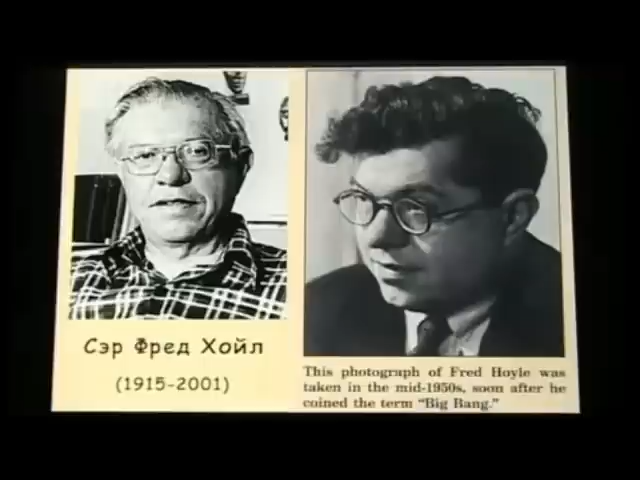 Сэр Фред Хойл
(1915-2001)
This photograph of Fred Hoyle was
taken in the mid-1950s, soon after he
coined the term “Big Bang.”